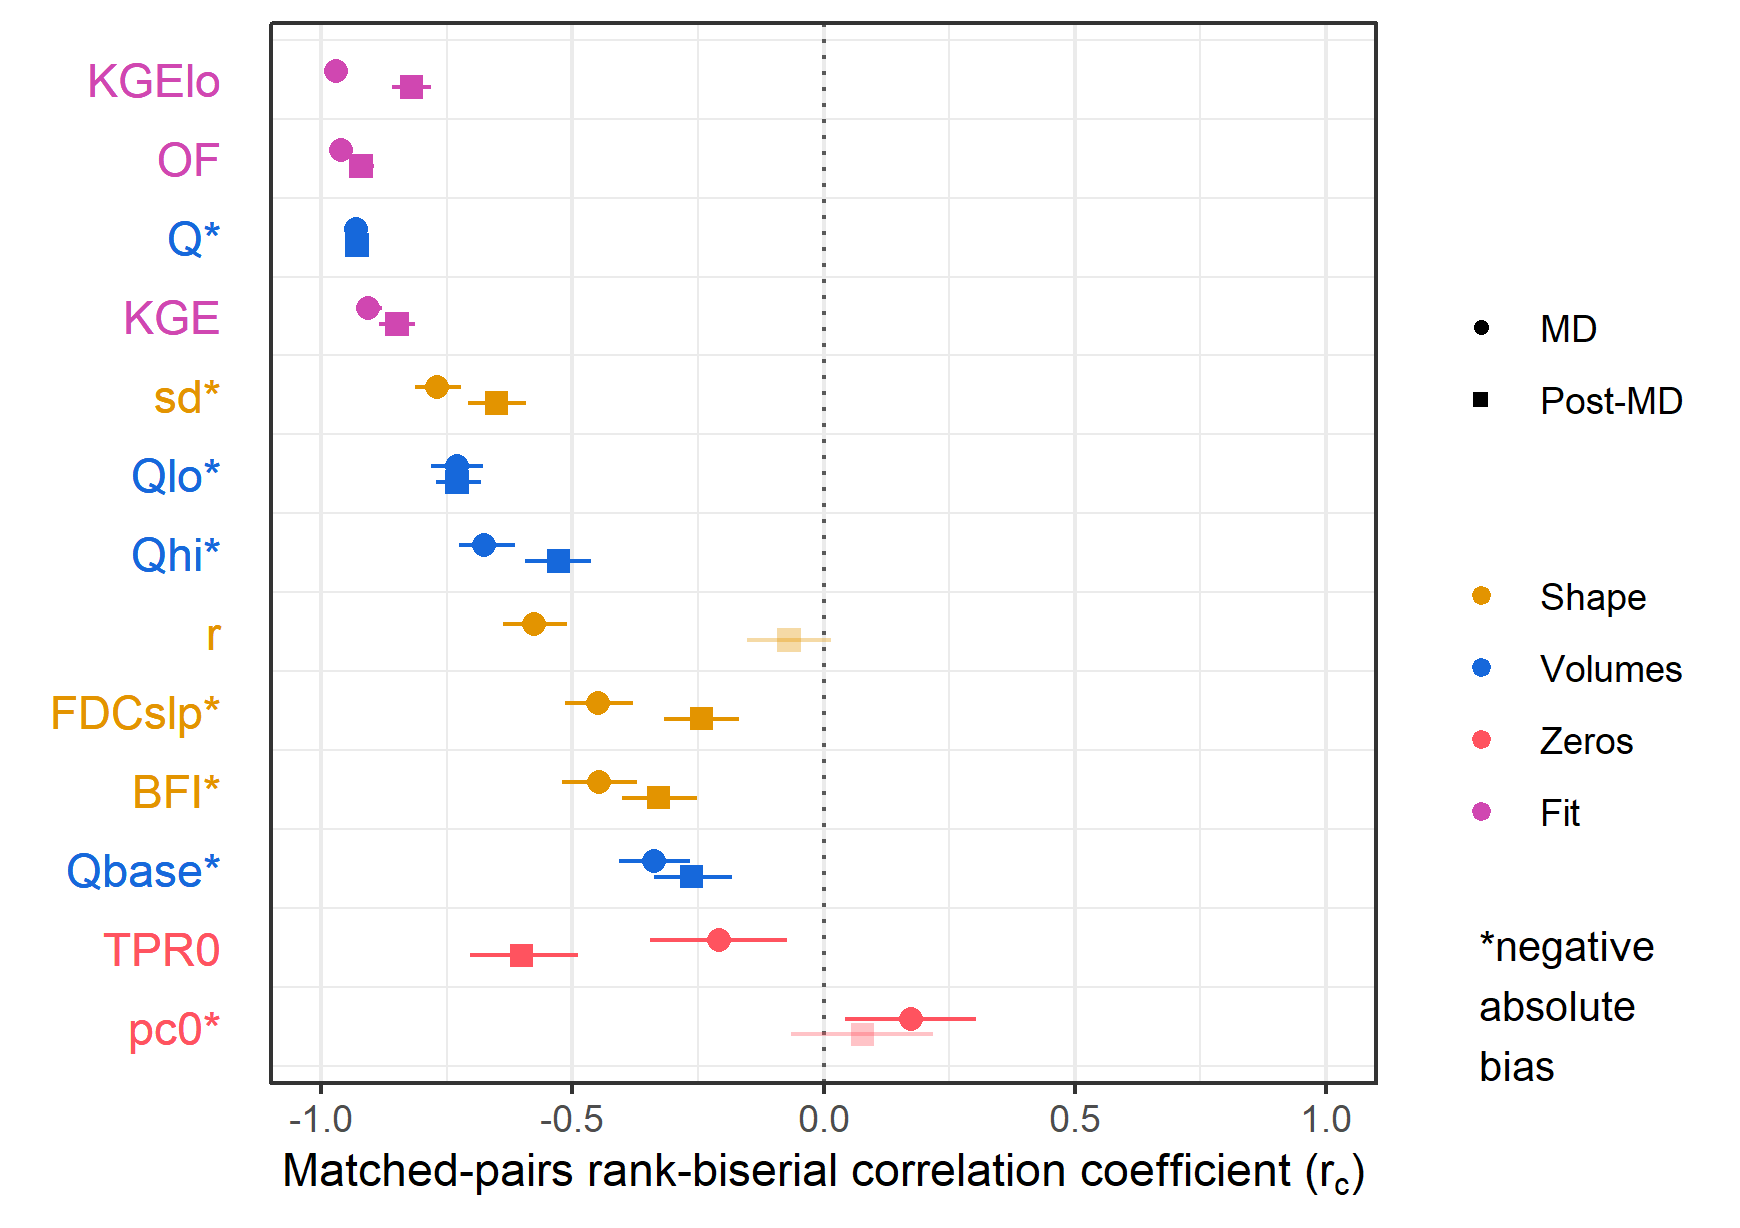 KGElo
OF
Q*
KGE
sd*
Qlo*
Qhi*
r
FDCslp*
BFI*
Qbase*
TPR0
pc0*
-1.0 -0.5 0.0 0.5 1.0
Matched-pairs rank-biserial correlation coefficient (rc)
MD
Post-MD
Shape
Volumes
Zeros
Fit
*negative
absolute
bias